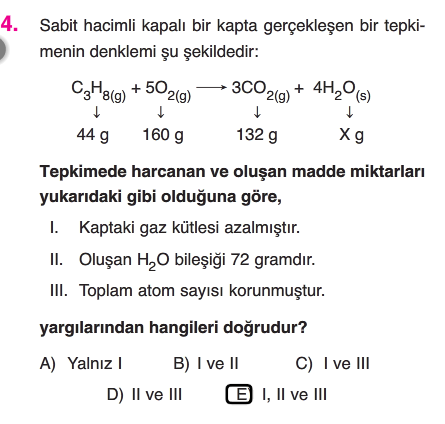 4. Sabit hacimli kapalı bir kapta gerçekleşen bir tepki-
menin denklemi şu şekildedir:
C₃H₈(g) + 5O₂(g) ⟶ 3CO₂(g) + 4H₂O(s)
↓ ↓ ↓ ↓
44 g 160 g 132 g X g
Tepkimede harcanan ve oluşan madde miktarları
yukarıdaki gibi olduğuna göre,
I. Kaptaki gaz kütlesi azalmıştır.
II. Oluşan H₂O bileşiği 72 gramdır.
III. Toplam atom sayısı korunmuştur.
yargılarından hangileri doğrudur?
A) Yalnız I B) I ve II C) I ve III
D) II ve III E) I, II ve III